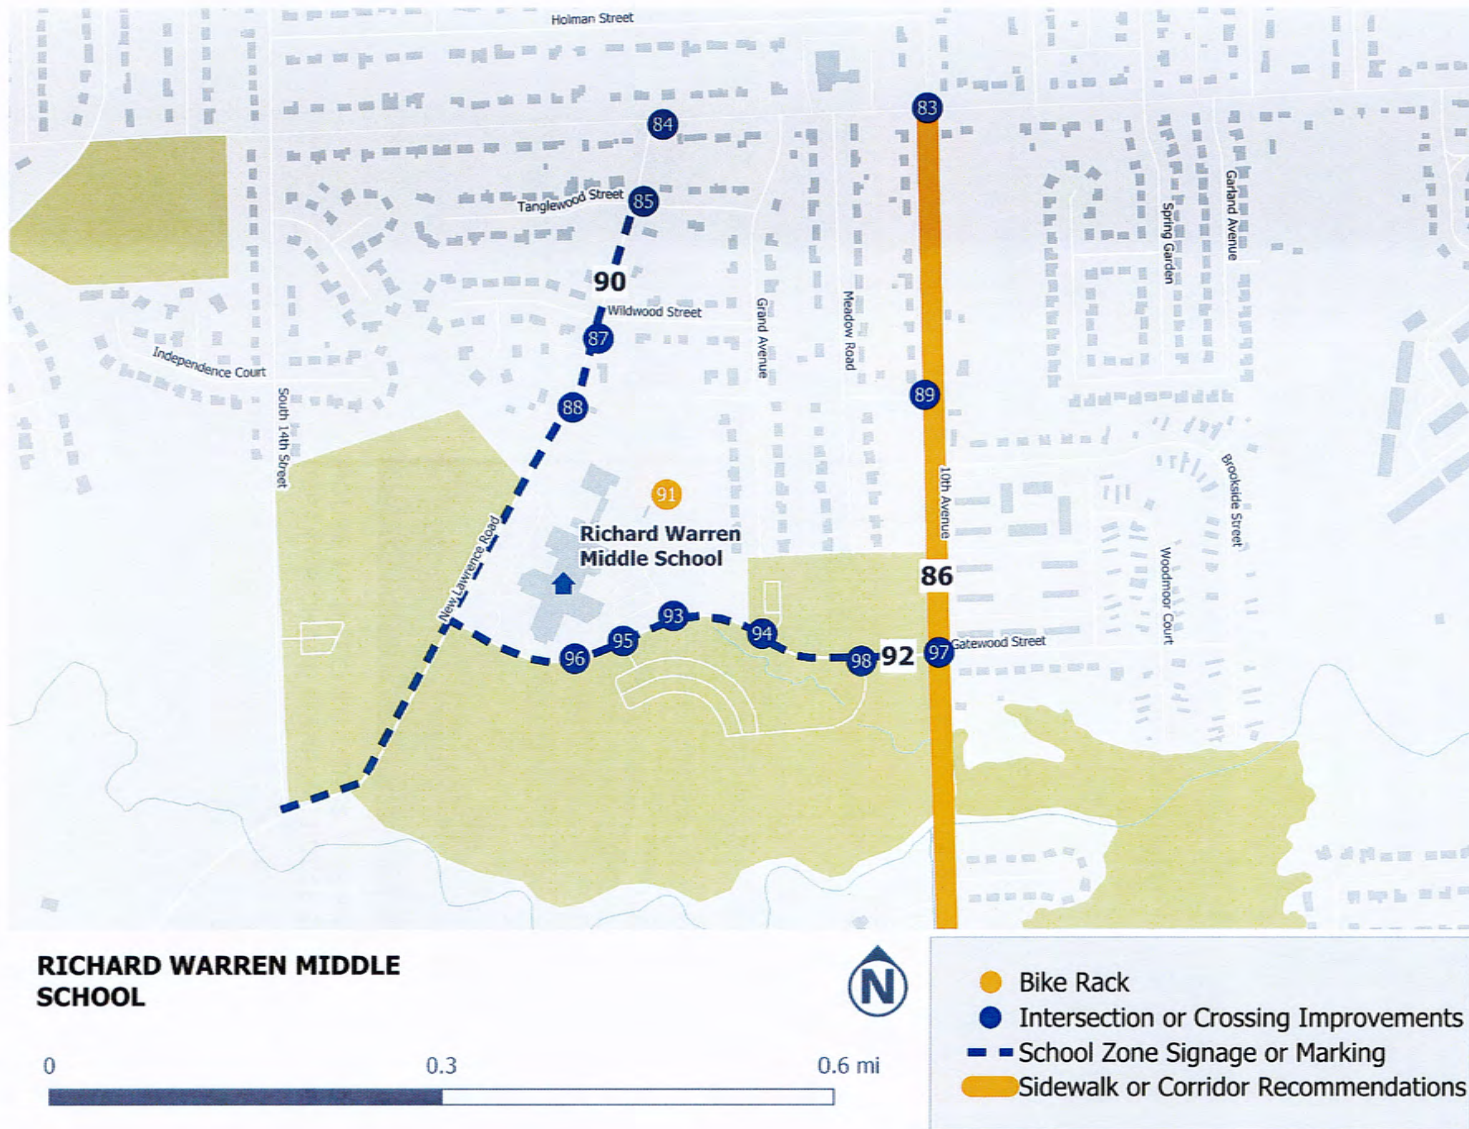 Holman Street
83
84
Tanglewood Street
85
Spring Garden
Garland Avenue
90
Wildwood Street
87
Grand Avenue
Meadow Road
Independence Court
South 14th Street
88
89
91
10th Avenue
Brookside Street
Richard Warren
Middle School
New Lawrence Road
86
Woodmoor Court
93
94
95
96
98
92
97
Gatewood Street
RICHARD WARREN MIDDLE
SCHOOL
N
0
0.3
0.6 mi
Bike Rack
Intersection or Crossing Improvements
School Zone Signage or Marking
Sidewalk or Corridor Recommendations